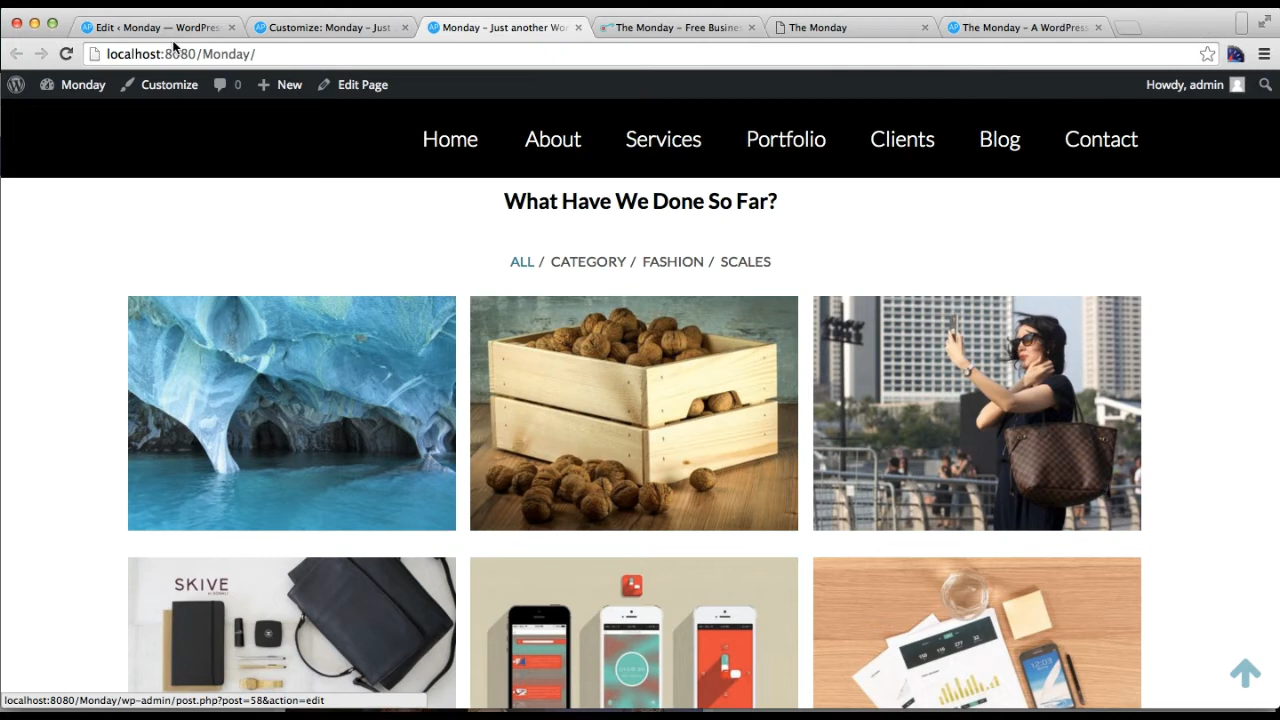 Edit ‹ Monday — WordPres
Customize: Monday – Just
Monday – Just another Wo
The Monday – Free Busine
The Monday
The Monday – A WordPress
localhost:8080/Monday/
Monday
Customize
0
New
Edit Page
Howdy, admin
Home
About
Services
Portfolio
Clients
Blog
Contact
What Have We Done So Far?
ALL / CATEGORY / FASHION / SCALES
SKIVE
localhost:8080/Monday/wp-admin/post.php?post=58&action=edit